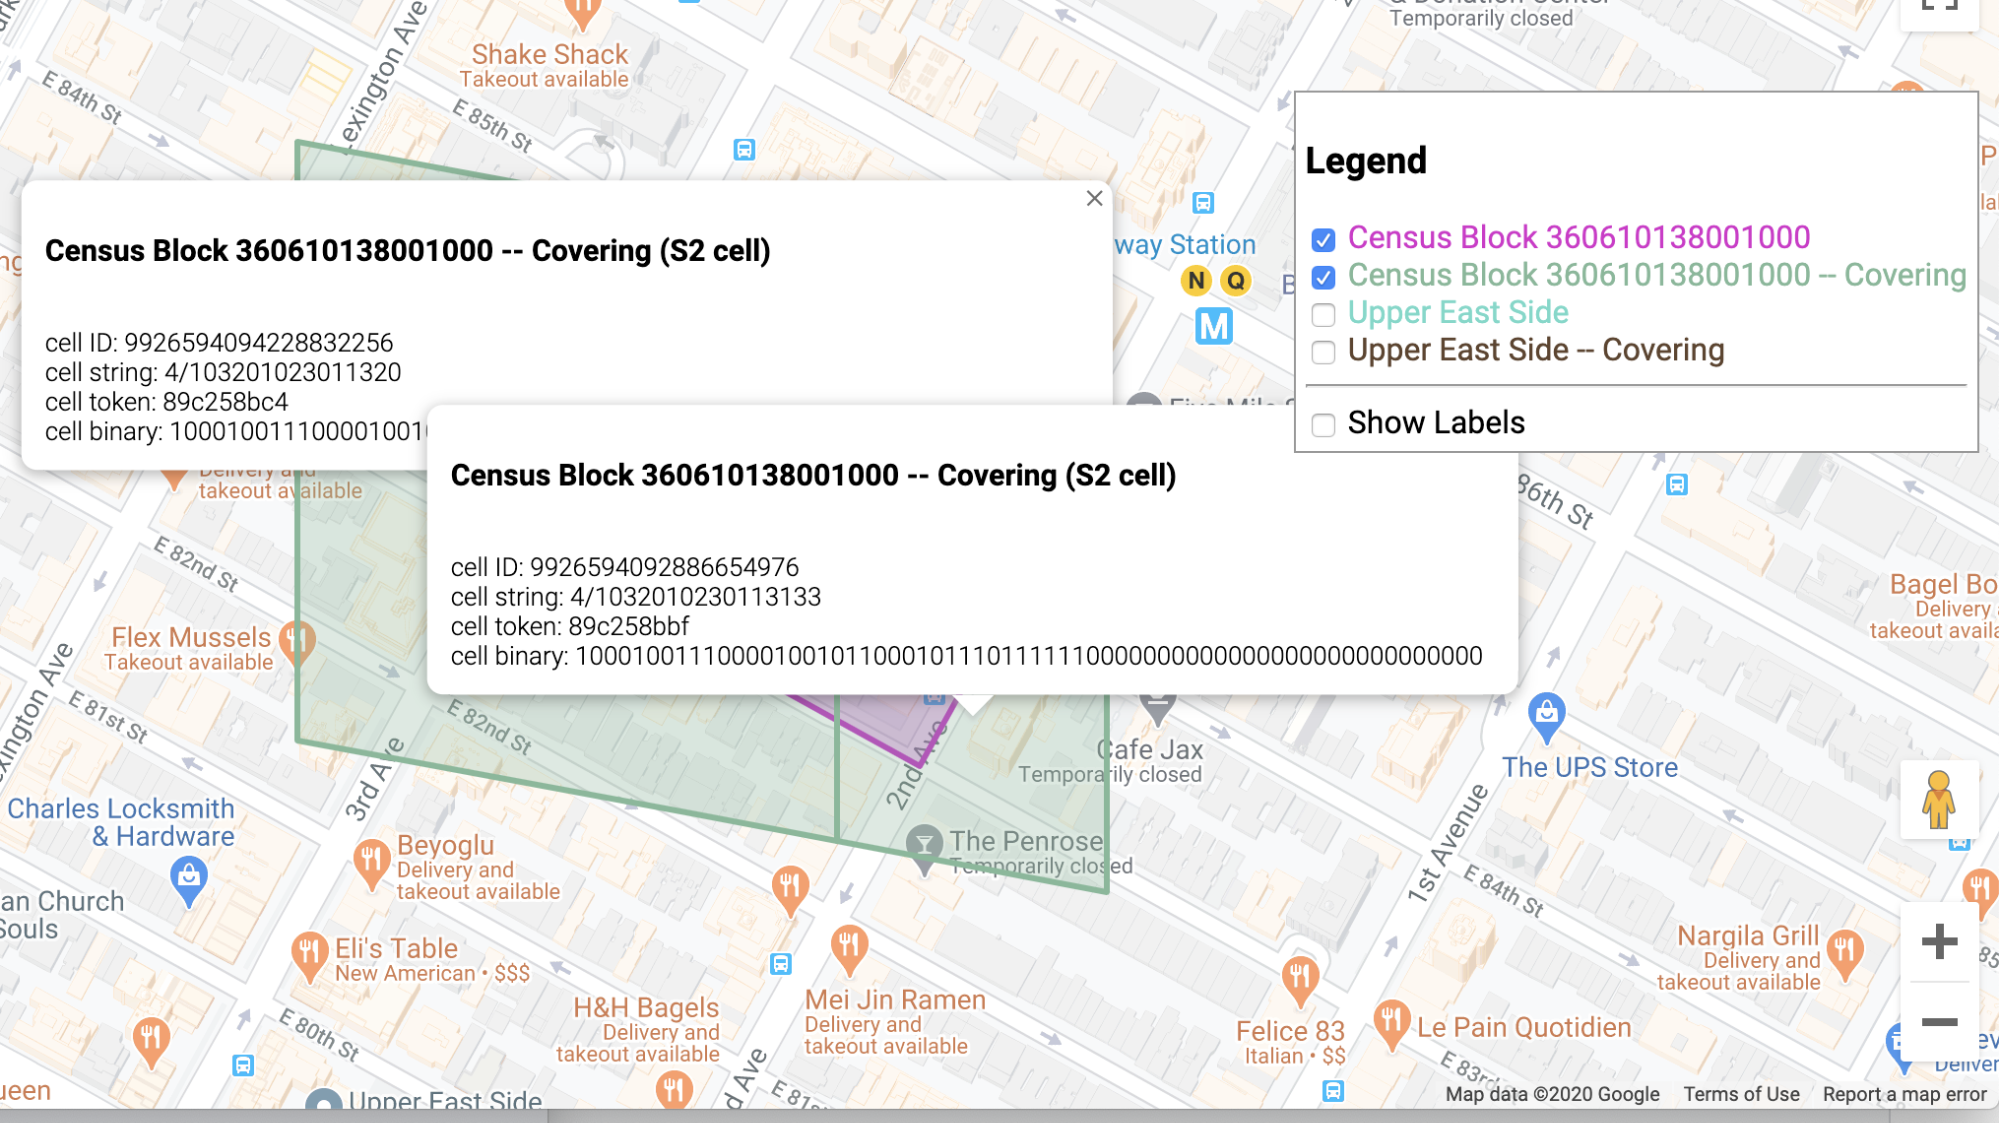 & Donation Center
Temporarily closed
Shake Shack
Takeout available
Lexington Ave
E 84th St
E 85th St
Legend
Census Block 360610138001000
Census Block 360610138001000 -- Covering
Upper East Side
Upper East Side -- Covering
Show Labels
way Station
N Q
M
Census Block 360610138001000 -- Covering (S2 cell)
cell ID: 9926594094228832256
cell string: 4/103201023011320
cell token: 89c258bc4
cell binary: 1000100111000010010
Census Block 360610138001000 -- Covering (S2 cell)
cell ID: 9926594092886654976
cell string: 4/1032010230113133
cell token: 89c258bbf
cell binary: 1000100111000010010110001011101111110000000000000000000000000000
Delivery and
takeout available
86th St
E 82nd St
Flex Mussels
Takeout available
E 81st St
E 82nd St
3rd Ave
2nd Ave
Cafe Jax
Temporarily closed
The UPS Store
Bagel Bo
Delivery
takeout availa
Charles Locksmith
& Hardware
an Church
Souls
Beyoglu
Delivery and
takeout available
The Penrose
Temporarily closed
1st Avenue
E 84th St
Eli's Table
New American • $$$
E 80th St
H&H Bagels
Delivery and
takeout available
Mei Jin Ramen
Delivery and
takeout available
Felice 83
Italian • $$
Le Pain Quotidien
Nargila Grill
Delivery and
takeout available
E 83rd
Upper East Side
d Ave
E 81s
ueen
Deliver
Map data ©2020 Google
Terms of Use
Report a map error